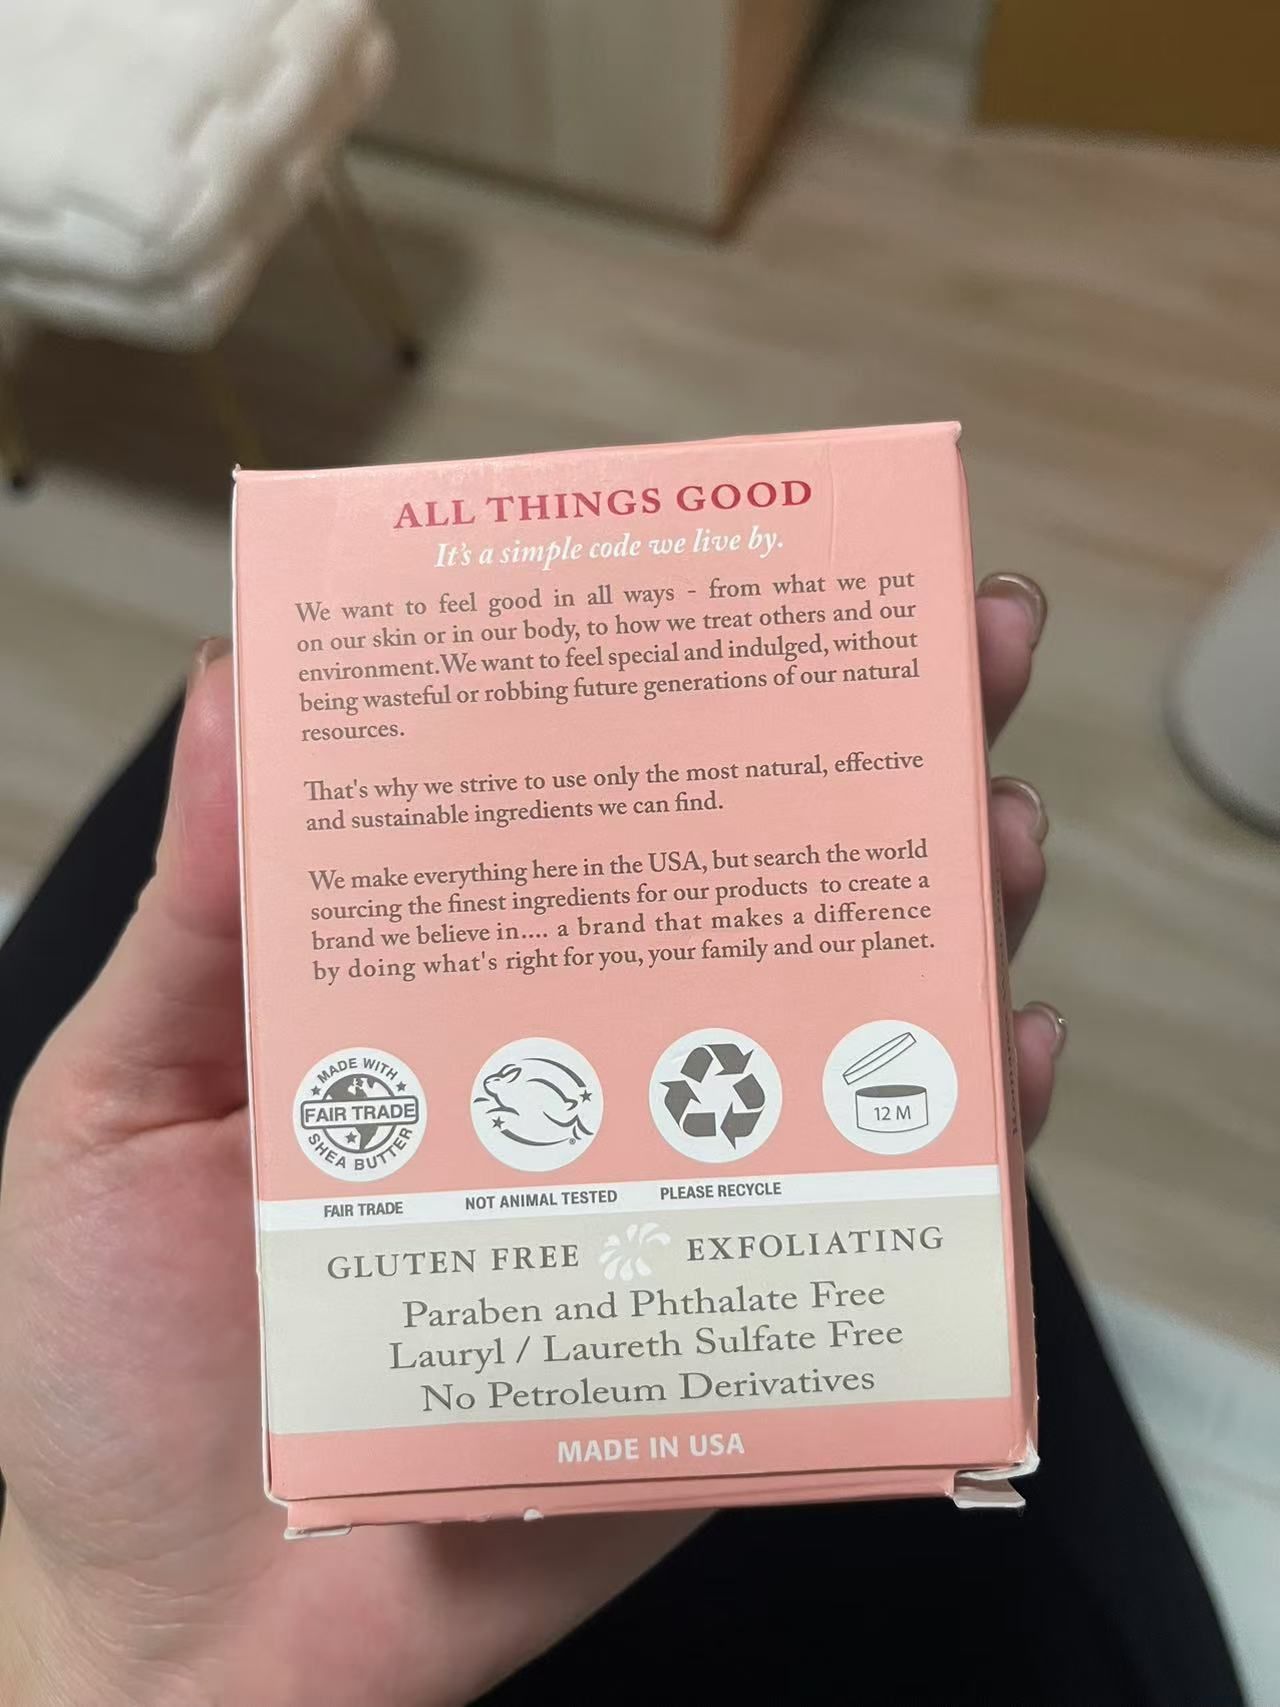 ALL THINGS GOOD
It's a simple code we live by.
We want to feel good in all ways - from what we put
on our skin or in our body, to how we treat others and our
environment.We want to feel special and indulged, without
being wasteful or robbing future generations of our natural
resources.
That's why we strive to use only the most natural, effective
and sustainable ingredients we can find.
We make everything here in the USA, but search the world
sourcing the finest ingredients for our products to create a
brand we believe in.... a brand that makes a difference
by doing what's right for you, your family and our planet.
MADE WITH
FAIR TRADE
SHEA BUTTER
®
12 M
FAIR TRADE
NOT ANIMAL TESTED
PLEASE RECYCLE
GLUTEN FREE EXFOLIATING
Paraben and Phthalate Free
Lauryl / Laureth Sulfate Free
No Petroleum Derivatives
MADE IN USA